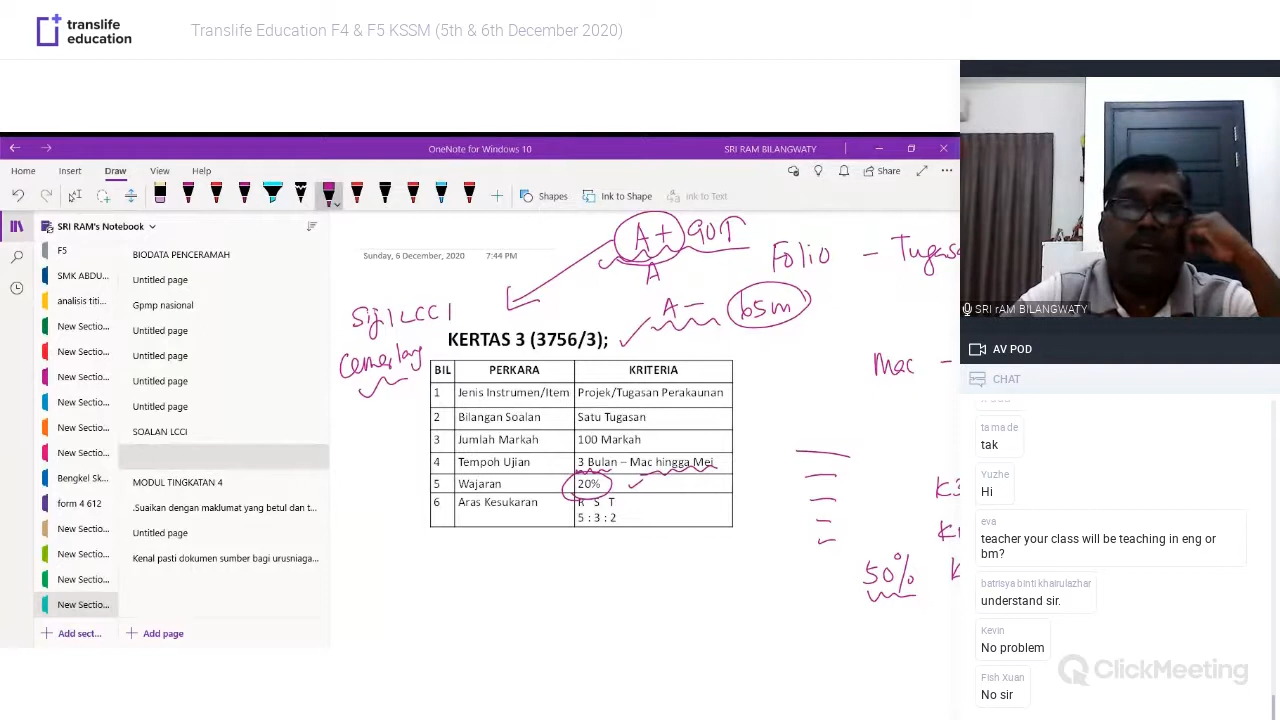 translife
education
Translife Education F4 & F5 KSSM (5th & 6th December 2020)
OneNote for Windows 10
SRI RAM BILANGWATY
Home Insert Draw View Help
Share
Shapes
Ink to Shape
Ink to Text
SRI RAM's Notebook
F5
SMK ABDU...
analisis titi...
New Sectio...
New Sectio...
New Sectio...
New Sectio...
New Sectio...
New Sectio...
Bengkel Sk...
form 4 612
New Sectio...
New Sectio...
New Sectio...
New Sectio...
Add sect...
BIODATA PENCERAMAH
Untitled page
Gpmp nasional
Untitled page
Untitled page
Untitled page
Untitled page
SOALAN LCCI
MODUL TINGKATAN 4
.Suaikan dengan maklumat yang betul dan t...
Untitled page
Kenal pasti dokumen sumber bagi urusniaga...
Add page
Sunday, 6 December, 2020 7:44 PM
A+ 90↑
A
Folio - Tugasa
A- 65m
Sijil LCCI
Cemerlang
KERTAS 3 (3756/3);
Mac -
BIL PERKARA KRITERIA
1 Jenis Instrumen/Item Projek/Tugasan Perakaunan
2 Bilangan Soalan Satu Tugasan
3 Jumlah Markah 100 Markah
4 Tempoh Ujian 3 Bulan – Mac hingga Mei
5 Wajaran 20%
6 Aras Kesukaran R S T
5 : 3 : 2
50%
SRI rAM BILANGWATY
AV POD
CHAT
ta ma de
tak
Yuzhe
Hi
eva
teacher your class will be teaching in eng or
bm?
batrisya binti khairulazhar
understand sir.
Kevin
No problem
Fish Xuan
No sir
ClickMeeting